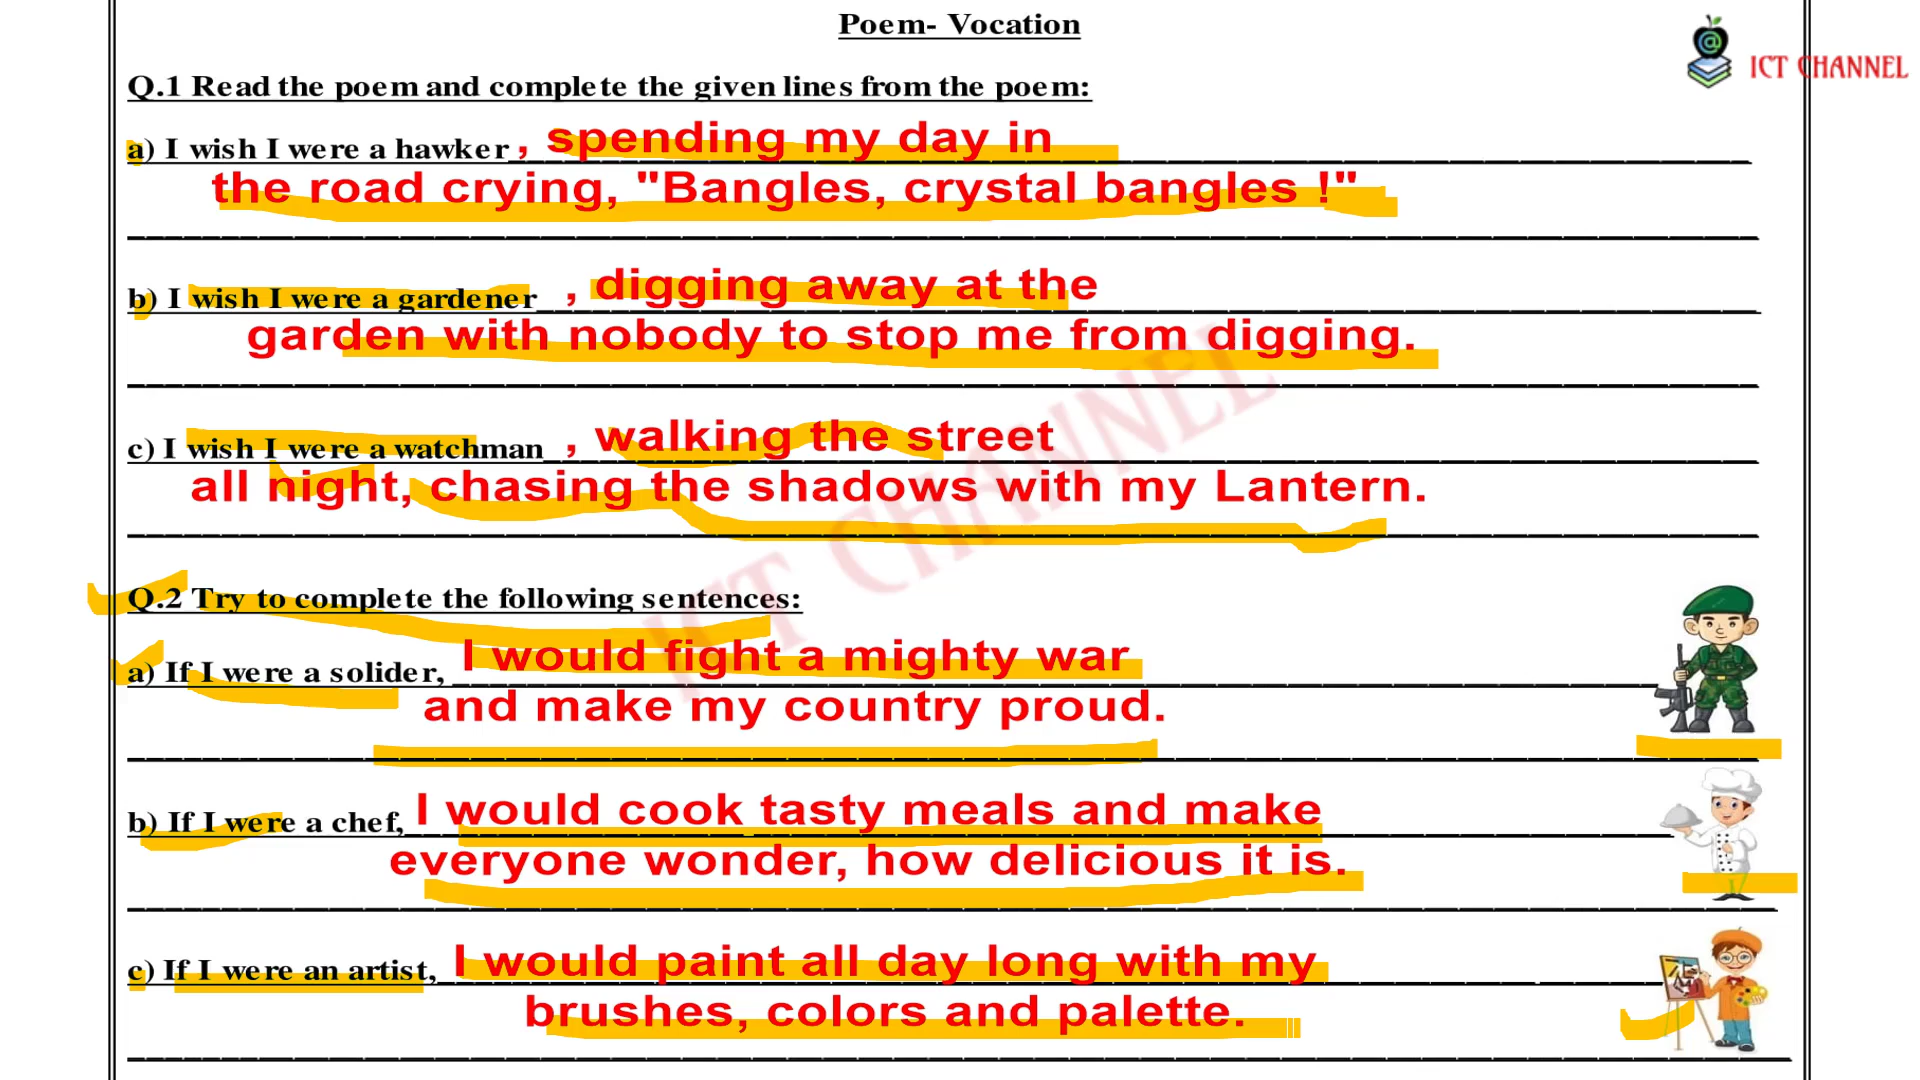 Poem- Vocation
ICT CHANNEL
Q.1 Read the poem and complete the given lines from the poem:
a) I wish I were a hawker, spending my day in
the road crying, "Bangles, crystal bangles !"
b) I wish I were a gardener , digging away at the
garden with nobody to stop me from digging.
c) I wish I were a watchman , walking the street
all night, chasing the shadows with my Lantern.
ICT CHANNEL
Q.2 Try to complete the following sentences:
a) If I were a solider, I would fight a mighty war
and make my country proud.
b) If I were a chef, I would cook tasty meals and make
everyone wonder, how delicious it is.
c) If I were an artist, I would paint all day long with my
brushes, colors and palette.